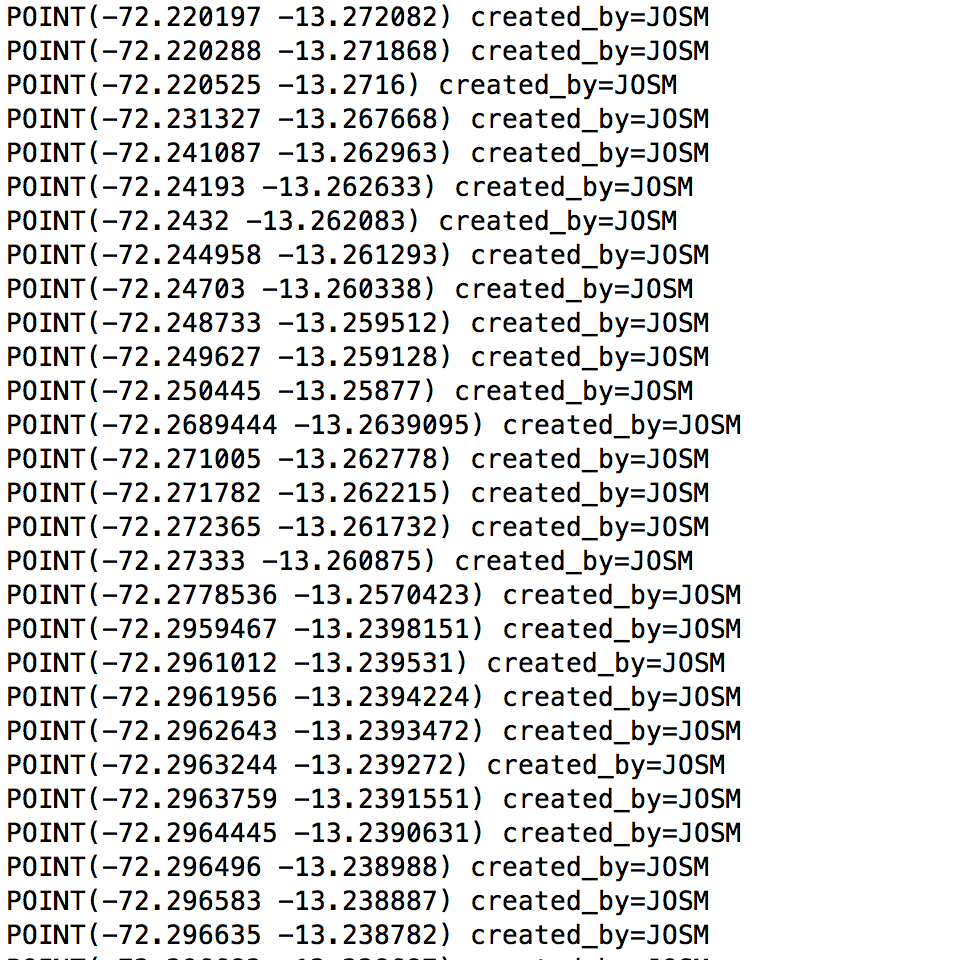 POINT(-72.220197 -13.272082) created_by=JOSM
POINT(-72.220288 -13.271868) created_by=JOSM
POINT(-72.220525 -13.2716) created_by=JOSM
POINT(-72.231327 -13.267668) created_by=JOSM
POINT(-72.241087 -13.262963) created_by=JOSM
POINT(-72.24193 -13.262633) created_by=JOSM
POINT(-72.2432 -13.262083) created_by=JOSM
POINT(-72.244958 -13.261293) created_by=JOSM
POINT(-72.24703 -13.260338) created_by=JOSM
POINT(-72.248733 -13.259512) created_by=JOSM
POINT(-72.249627 -13.259128) created_by=JOSM
POINT(-72.250445 -13.25877) created_by=JOSM
POINT(-72.2689444 -13.2639095) created_by=JOSM
POINT(-72.271005 -13.262778) created_by=JOSM
POINT(-72.271782 -13.262215) created_by=JOSM
POINT(-72.272365 -13.261732) created_by=JOSM
POINT(-72.27333 -13.260875) created_by=JOSM
POINT(-72.2778536 -13.2570423) created_by=JOSM
POINT(-72.2959467 -13.2398151) created_by=JOSM
POINT(-72.2961012 -13.239531) created_by=JOSM
POINT(-72.2961956 -13.2394224) created_by=JOSM
POINT(-72.2962643 -13.2393472) created_by=JOSM
POINT(-72.2963244 -13.239272) created_by=JOSM
POINT(-72.2963759 -13.2391551) created_by=JOSM
POINT(-72.2964445 -13.2390631) created_by=JOSM
POINT(-72.296496 -13.238988) created_by=JOSM
POINT(-72.296583 -13.238887) created_by=JOSM
POINT(-72.296635 -13.238782) created_by=JOSM